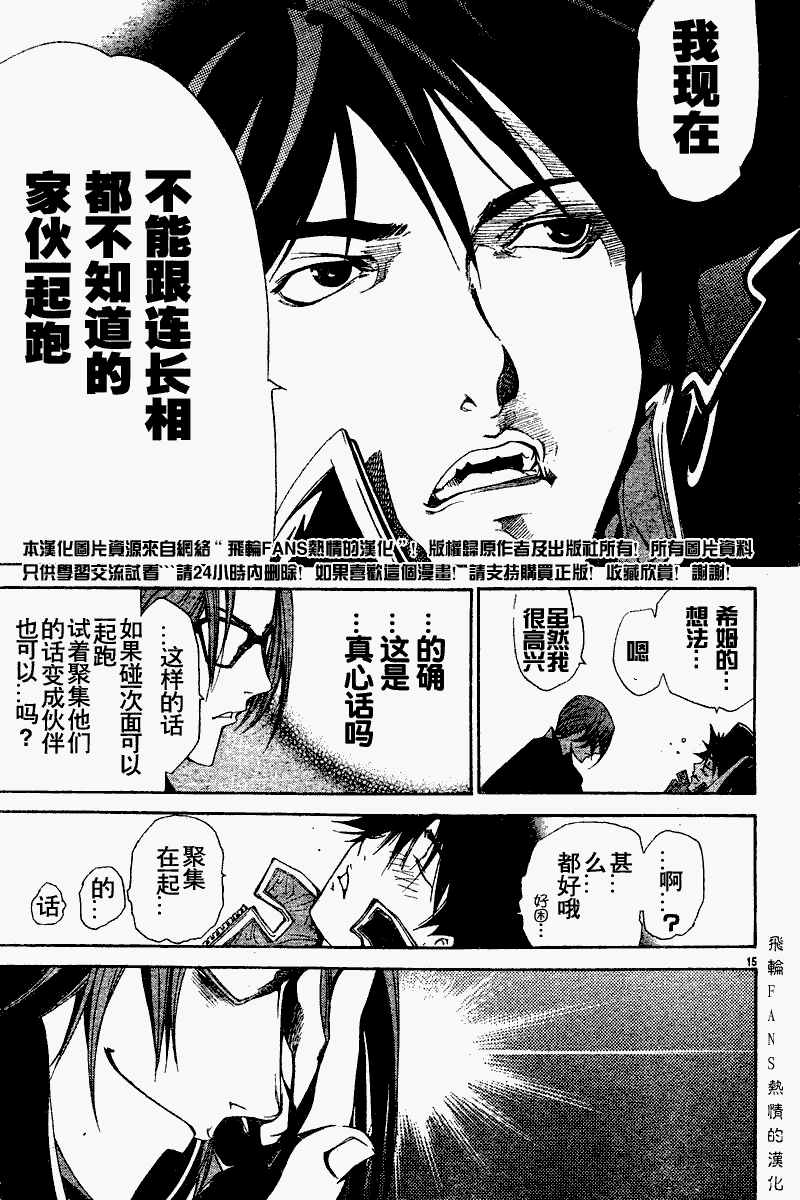 我现在
不能跟连长相
都不知道的
家伙一起跑
本漢化圖片資源來自網絡“飛輪FANS熱情的漢化”！版權歸原作者及出版社所有！所有圖片資料
只供學習交流試看……請24小時內刪除！如果喜歡這個漫畫！請支持購買正版！收藏欣賞！謝謝！
希姆的…
想法…
嗯
虽然我
很高兴
…的确
…这是
…真心话吗
…这样的话
如果碰次面可以
一起跑
试着聚集他们
的话变成伙伴
也可以…吗？
…啊…？
甚…
么…
都好哦
好困…
聚集
在一起…
的…
话
15
飛輪FANS熱情的漢化